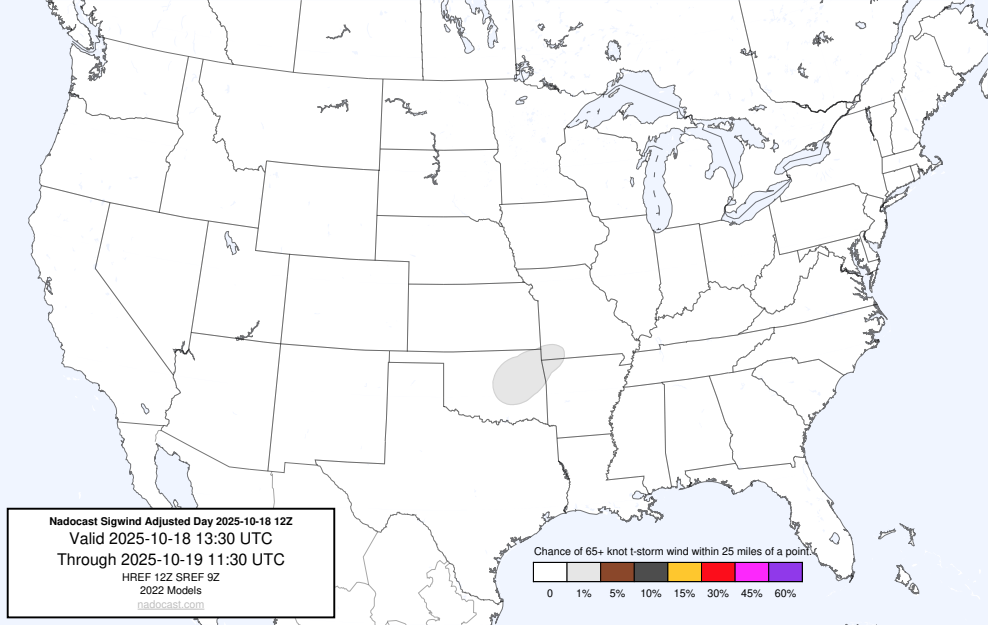 Nadocast Sigwind Adjusted Day 2025-10-18 12Z
Valid 2025-10-18 13:30 UTC
Through 2025-10-19 11:30 UTC
HREF 12Z SREF 9Z
2022 Models
nadocast.com
Chance of 65+ knot t-storm wind within 25 miles of a point.
0 1% 5% 10% 15% 30% 45% 60%